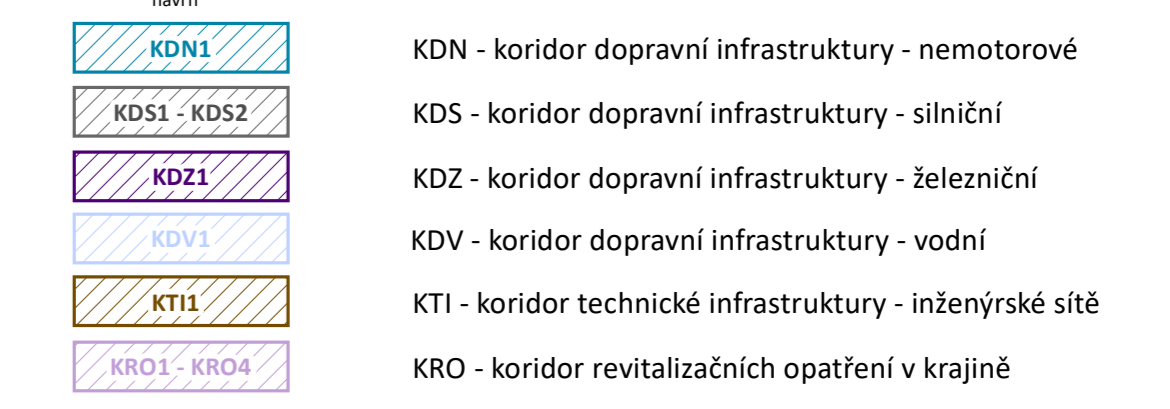 návrh
KDN1 KDN - koridor dopravní infrastruktury - nemotorové
KDS1 - KDS2 KDS - koridor dopravní infrastruktury - silniční
KDZ1 KDZ - koridor dopravní infrastruktury - železniční
KDV1 KDV - koridor dopravní infrastruktury - vodní
KTI1 KTI - koridor technické infrastruktury - inženýrské sítě
KRO1 - KRO4 KRO - koridor revitalizačních opatření v krajině